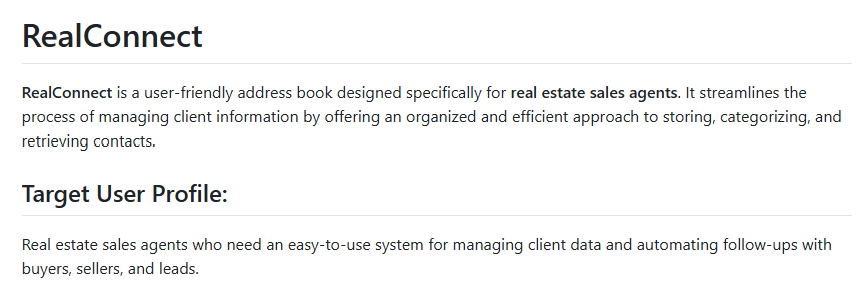 RealConnect
RealConnect is a user-friendly address book designed specifically for real estate sales agents. It streamlines the
process of managing client information by offering an organized and efficient approach to storing, categorizing, and
retrieving contacts.
Target User Profile:
Real estate sales agents who need an easy-to-use system for managing client data and automating follow-ups with
buyers, sellers, and leads.